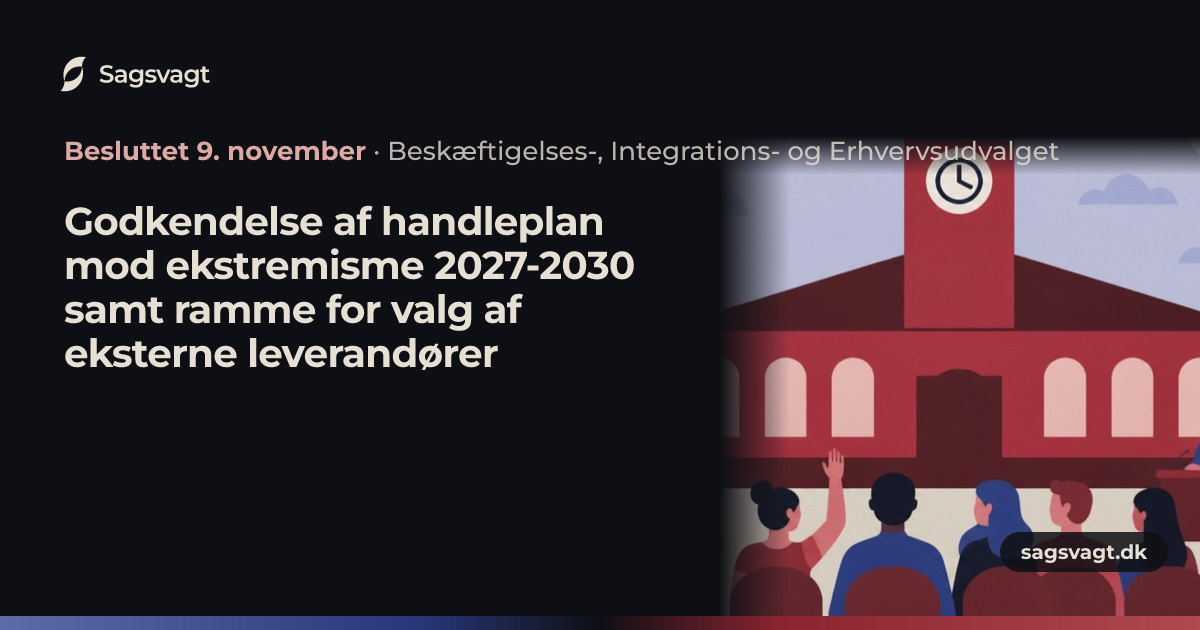 Sagsvagt
Besluttet 9. november · Beskæftigelses-, Integrations- og Erhvervsudvalget
Godkendelse af handleplan
mod ekstremisme 2027-2030
samt ramme for valg af
eksterne leverandører
sagsvagt.dk